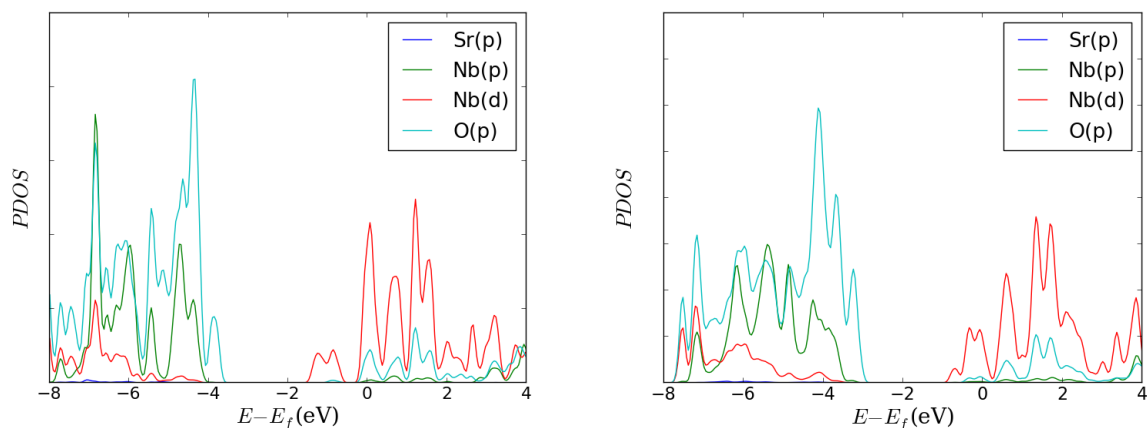 PDOS
Sr(p)
Nb(p)
Nb(d)
O(p)
−8 −6 −4 −2 0 2 4
E−E_f(eV)
PDOS
Sr(p)
Nb(p)
Nb(d)
O(p)
−8 −6 −4 −2 0 2 4
E−E_f(eV)